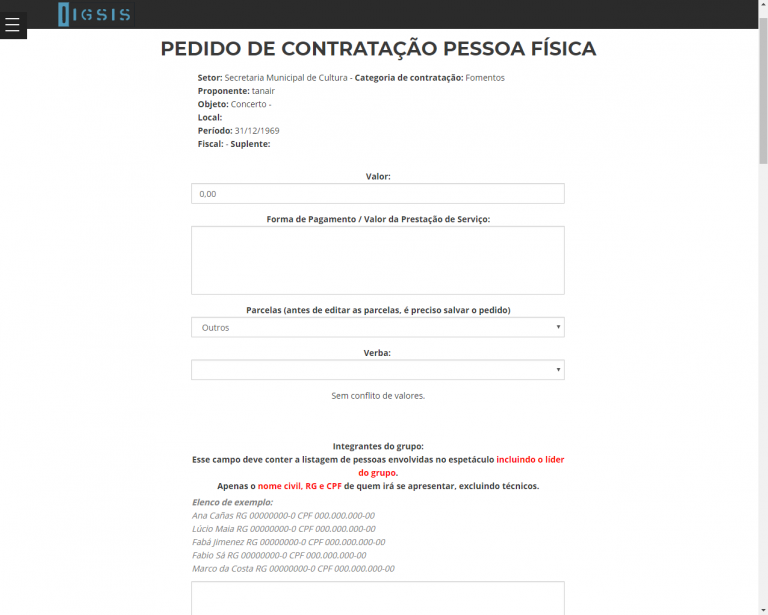 IGSIS
PEDIDO DE CONTRATAÇÃO PESSOA FÍSICA
Setor: Secretaria Municipal de Cultura - Categoria de contratação: Fomentos
Proponente: tanair
Objeto: Concerto -
Local:
Período: 31/12/1969
Fiscal: - Suplente:
Valor:
0,00
Forma de Pagamento / Valor da Prestação de Serviço:
Parcelas (antes de editar as parcelas, é preciso salvar o pedido)
Outros
Verba:
Sem conflito de valores.
Integrantes do grupo:
Esse campo deve conter a listagem de pessoas envolvidas no espetáculo incluindo o líder
do grupo.
Apenas o nome civil, RG e CPF de quem irá se apresentar, excluindo técnicos.
Elenco de exemplo:
Ana Cañas RG 00000000-0 CPF 000.000.000-00
Lúcio Maia RG 00000000-0 CPF 000.000.000-00
Fabá Jimenez RG 00000000-0 CPF 000.000.000-00
Fabio Sá RG 00000000-0 CPF 000.000.000-00
Marco da Costa RG 00000000-0 CPF 000.000.000-00